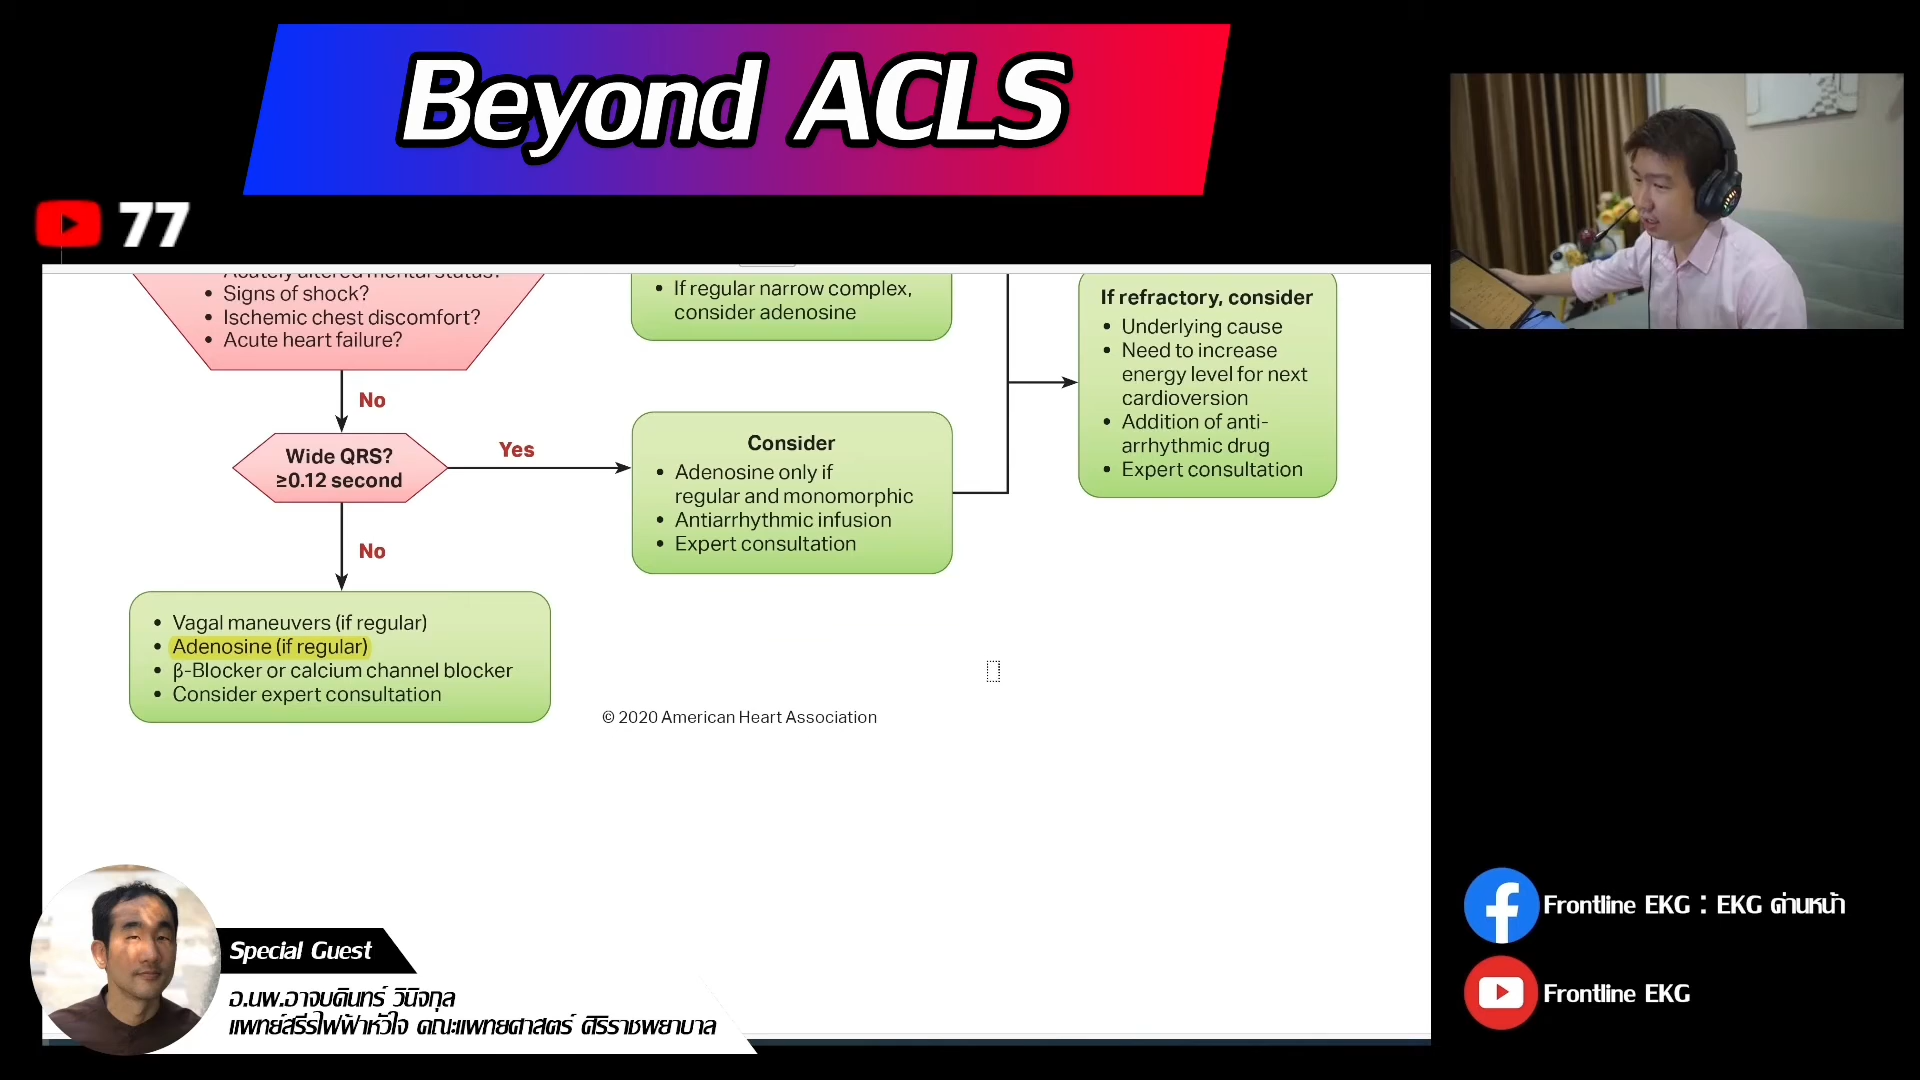 Beyond ACLS
77
Acutely altered mental status?
• Signs of shock?
• Ischemic chest discomfort?
• Acute heart failure?
No
Wide QRS?
≥0.12 second
Yes
No
• Vagal maneuvers (if regular)
• Adenosine (if regular)
• β-Blocker or calcium channel blocker
• Consider expert consultation
• If regular narrow complex,
consider adenosine
Consider
• Adenosine only if
regular and monomorphic
• Antiarrhythmic infusion
• Expert consultation
If refractory, consider
• Underlying cause
• Need to increase
energy level for next
cardioversion
• Addition of anti-
arrhythmic drug
• Expert consultation
© 2020 American Heart Association
Special Guest
อ.นพ.อาจบดินทร์ วินิจกุล
แพทย์สรีรไฟฟ้าหัวใจ คณะแพทยศาสตร์ ศิริราชพยาบาล
Frontline EKG : EKG ด่านหน้า
Frontline EKG